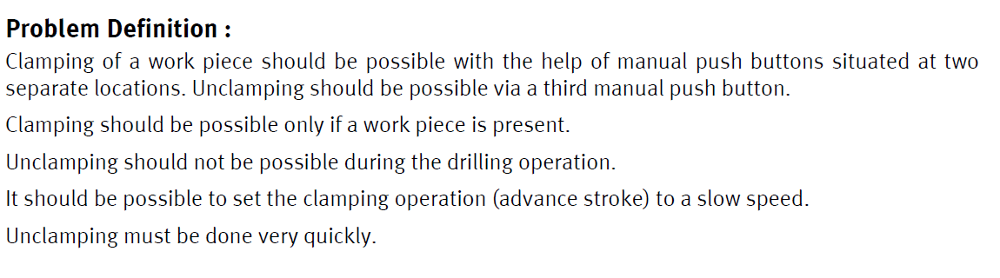 Problem Definition :
Clamping of a work piece should be possible with the help of manual push buttons situated at two
separate locations. Unclamping should be possible via a third manual push button.
Clamping should be possible only if a work piece is present.
Unclamping should not be possible during the drilling operation.
It should be possible to set the clamping operation (advance stroke) to a slow speed.
Unclamping must be done very quickly.